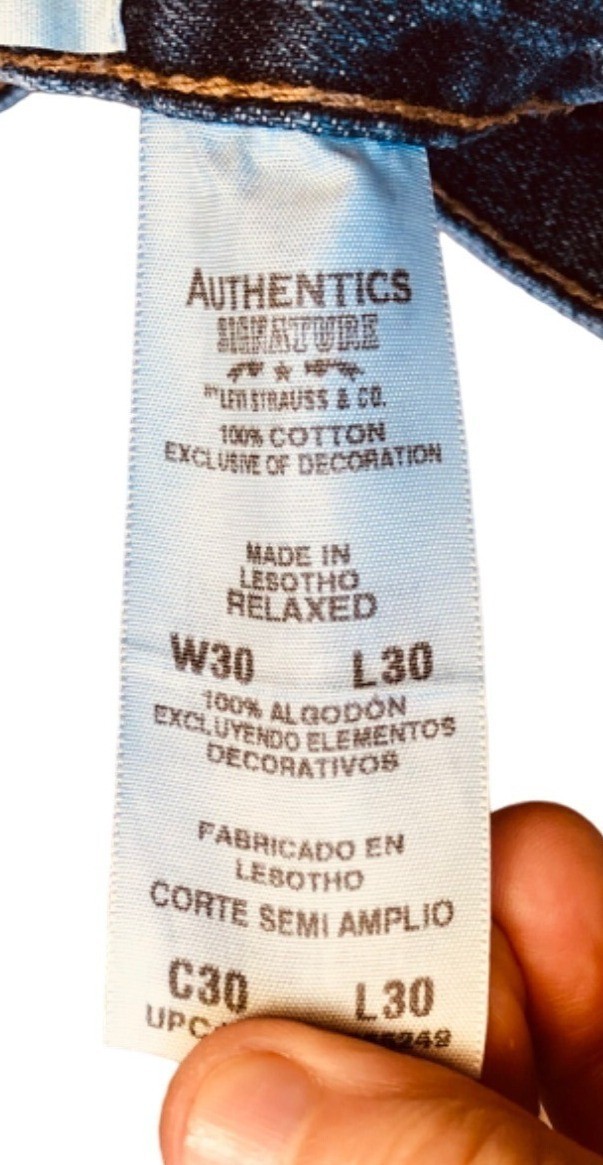 AUTHENTICS
SIGNATURE
BY LEVI STRAUSS & CO.
100% COTTON
EXCLUSIVE OF DECORATION
MADE IN
LESOTHO
RELAXED
W30 L30
100% ALGODÓN
EXCLUYENDO ELEMENTOS
DECORATIVOS
FABRICADO EN
LESOTHO
CORTE SEMI AMPLIO
C30 L30
UPC